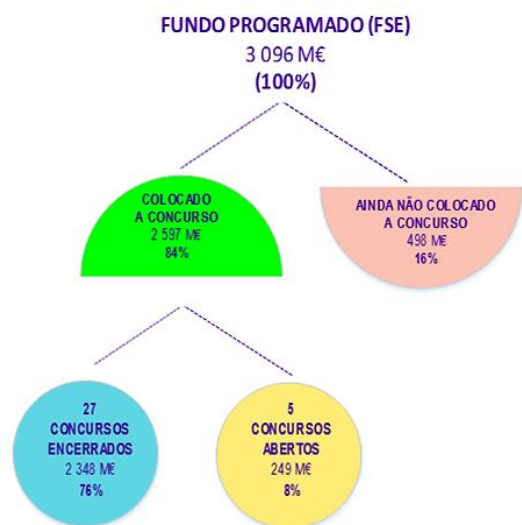 FUNDO PROGRAMADO (FSE)
3 096 M€
(100%)
COLOCADO
A CONCURSO
2 597 M€
84%
AINDA NÃO COLOCADO
A CONCURSO
498 M€
16%
27
CONCURSOS
ENCERRADOS
2 348 M€
76%
5
CONCURSOS
ABERTOS
249 M€
8%